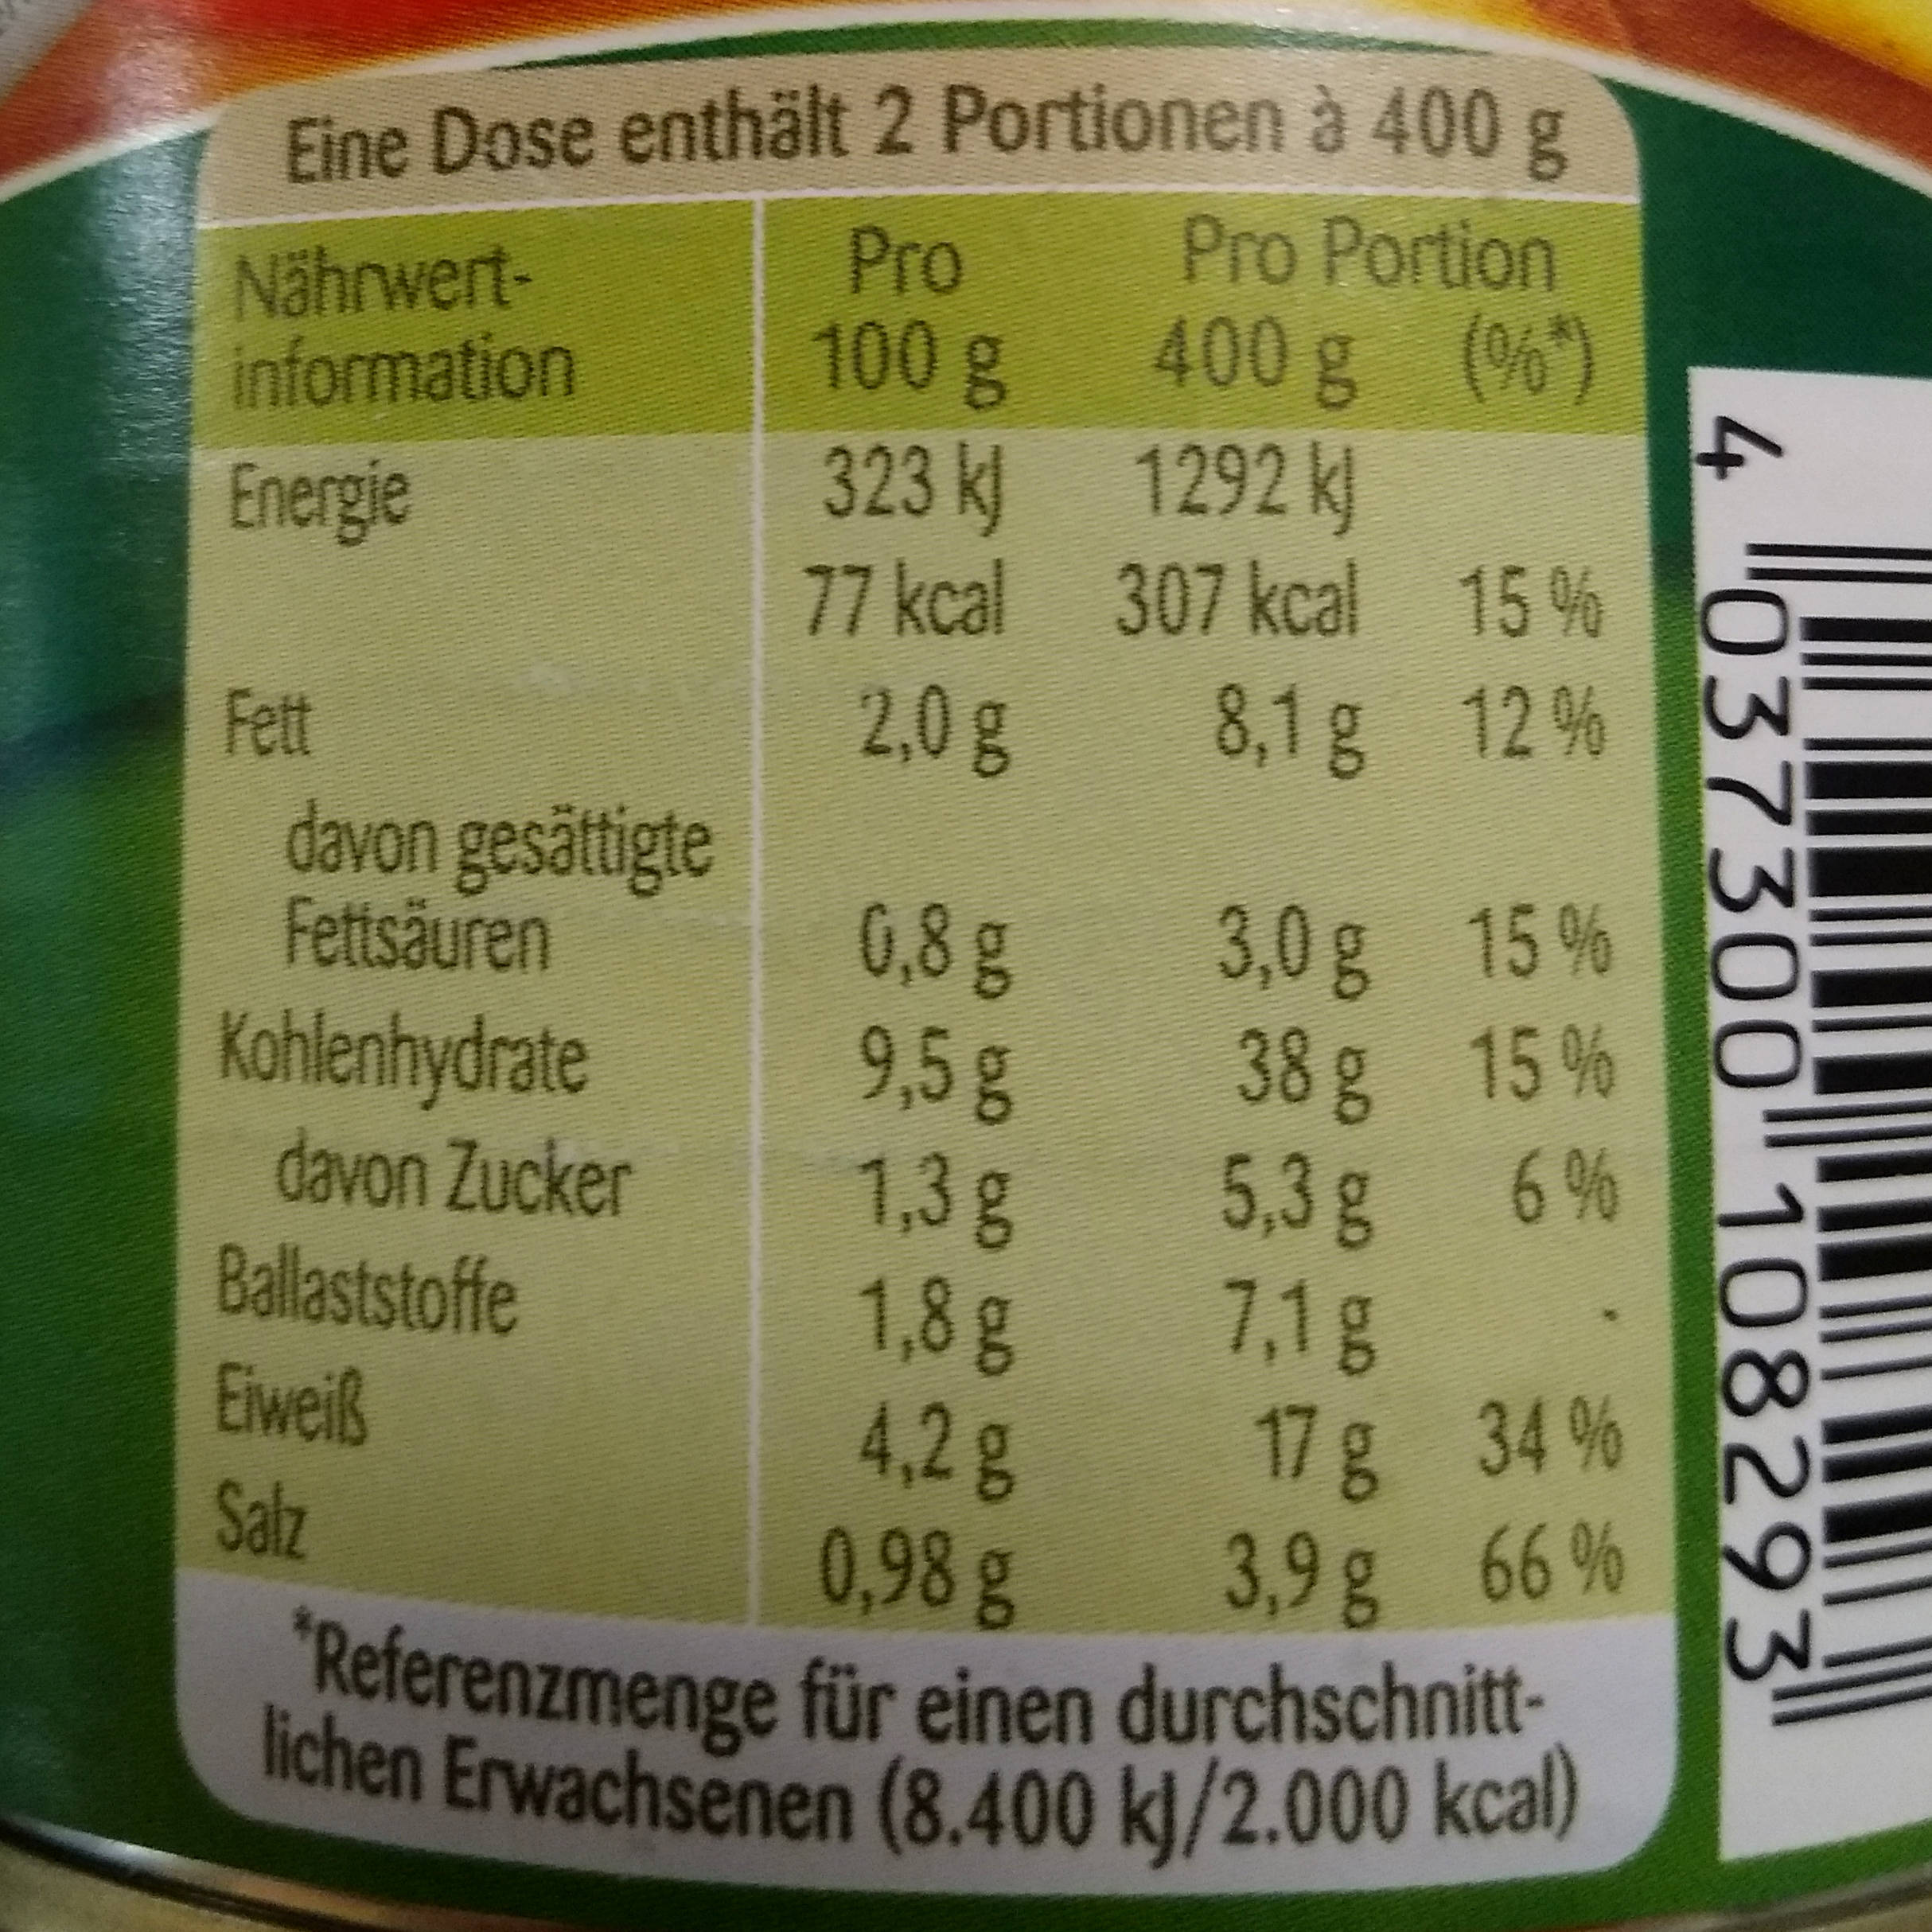 Eine Dose enthält 2 Portionen à 400 g
Nährwert-
information
Pro
100 g
Pro Portion
400 g (%*)
Energie 323 kJ 1292 kJ
77 kcal 307 kcal 15 %
Fett 2,0 g 8,1 g 12 %
davon gesättigte
Fettsäuren 0,8 g 3,0 g 15 %
Kohlenhydrate 9,5 g 38 g 15 %
davon Zucker 1,3 g 5,3 g 6 %
Ballaststoffe 1,8 g 7,1 g -
Eiweiß 4,2 g 17 g 34 %
Salz 0,98 g 3,9 g 66 %
*Referenzmenge für einen durchschnitt-
lichen Erwachsenen (8.400 kJ/2.000 kcal)
4 037300 108293